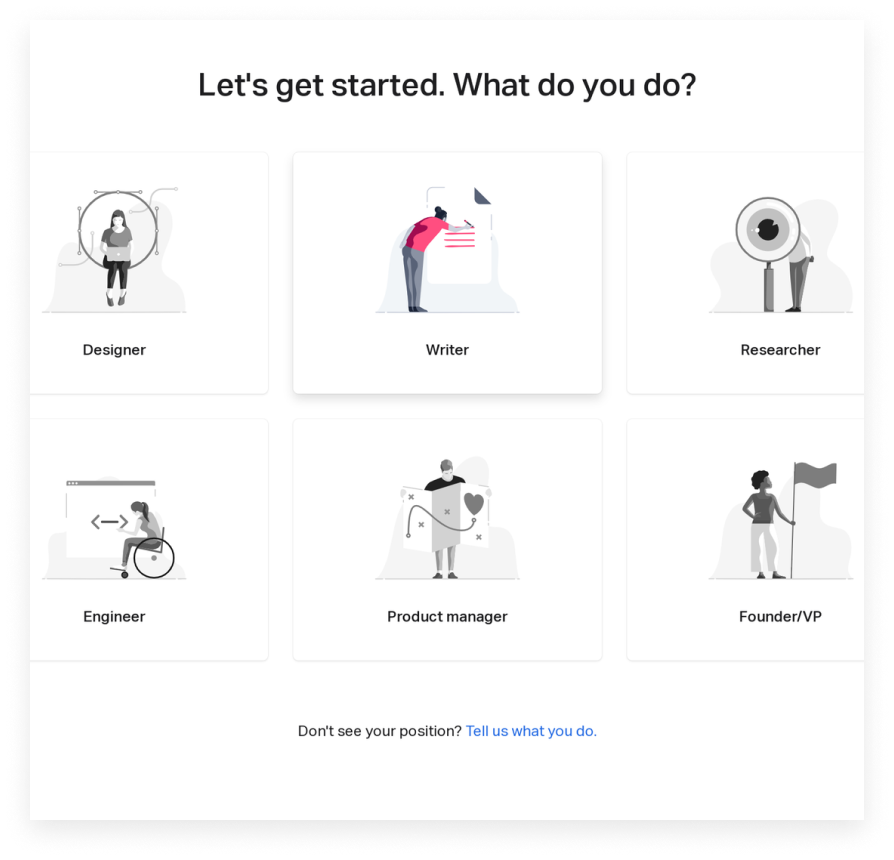 Let's get started. What do you do?
Designer
Writer
Researcher
Engineer
Product manager
Founder/VP
Don't see your position? Tell us what you do.